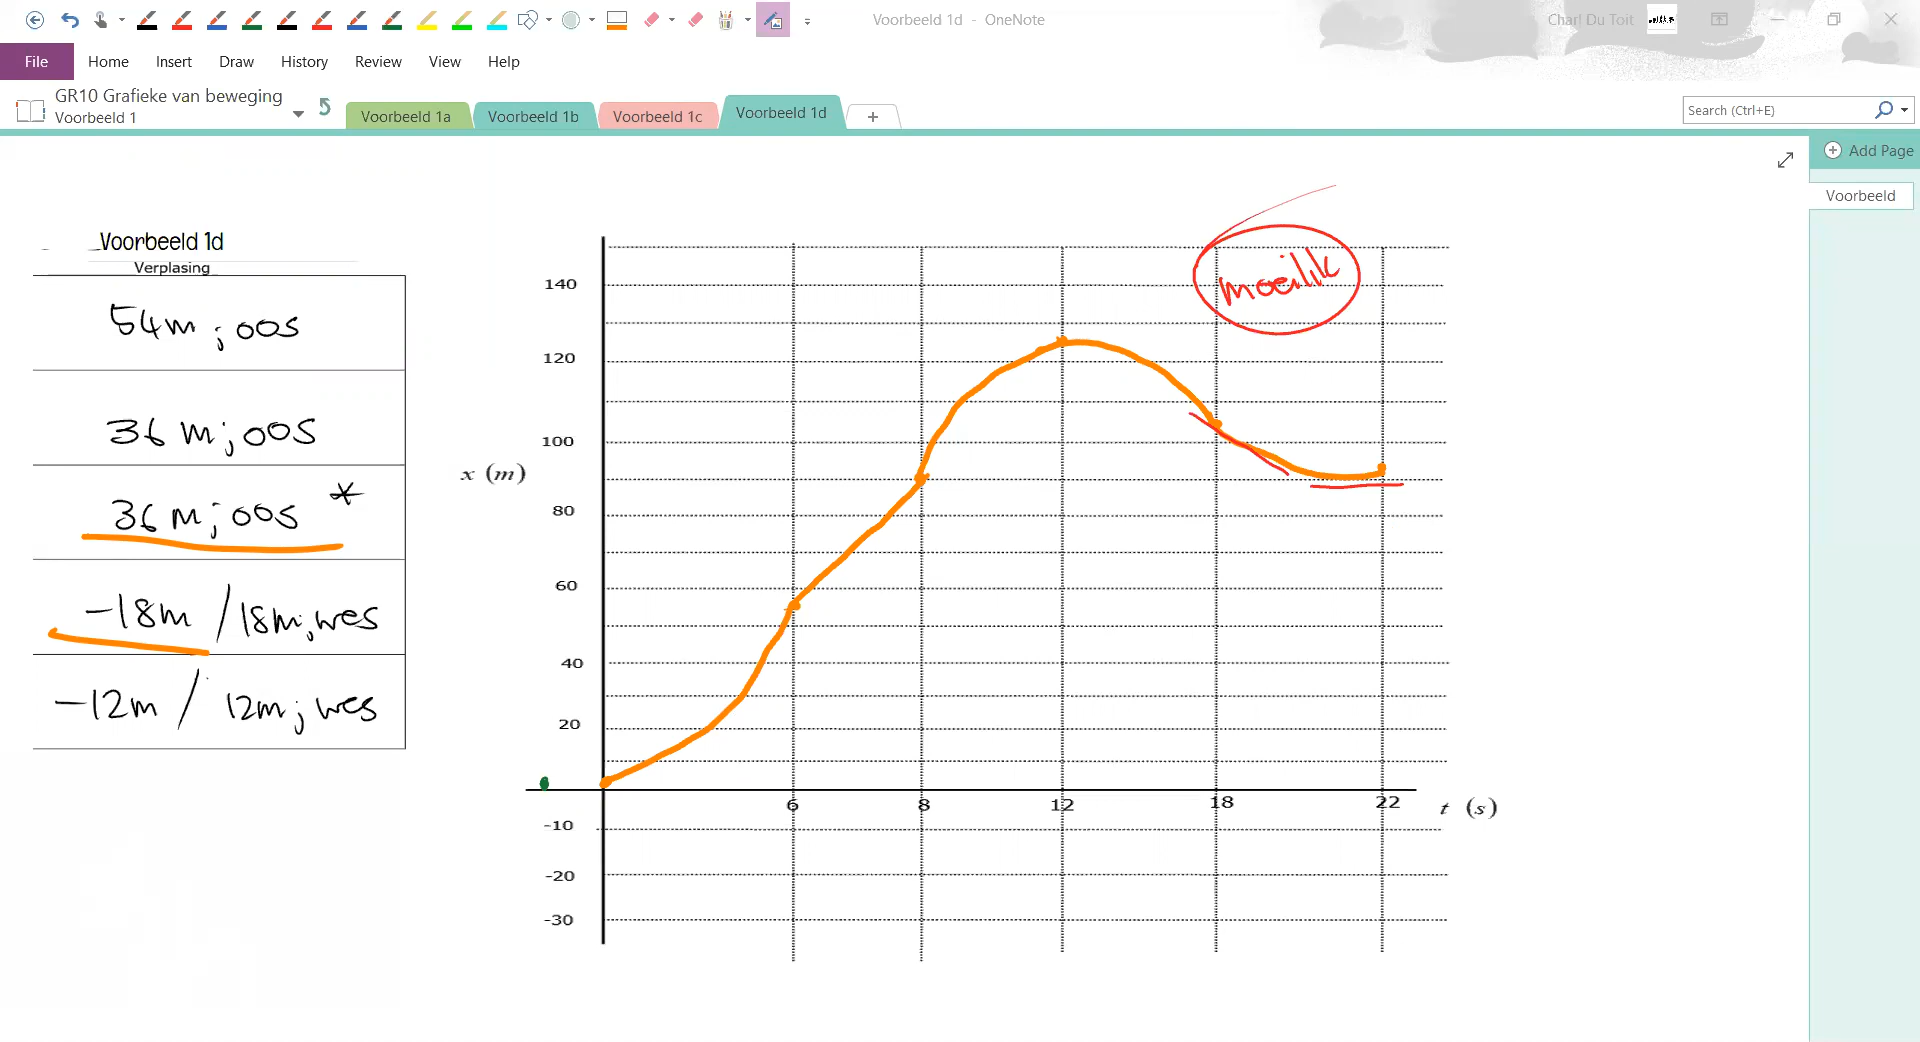 Voorbeeld 1d - OneNote
Charl Du Toit
File Home Insert Draw History Review View Help
GR10 Grafieke van beweging
Voorbeeld 1
Voorbeeld 1a
Voorbeeld 1b
Voorbeeld 1c
Voorbeeld 1d
+
Search (Ctrl+E)
Add Page
Voorbeeld
Voorbeeld 1d
Verplasing
54m; oos
36m; oos
36m; oos *
-18m / 18m; wes
-12m / 12m; wes
moeilik
140
120
100
x (m)
80
60
40
20
6 8 12 18 22 t (s)
-10
-20
-30